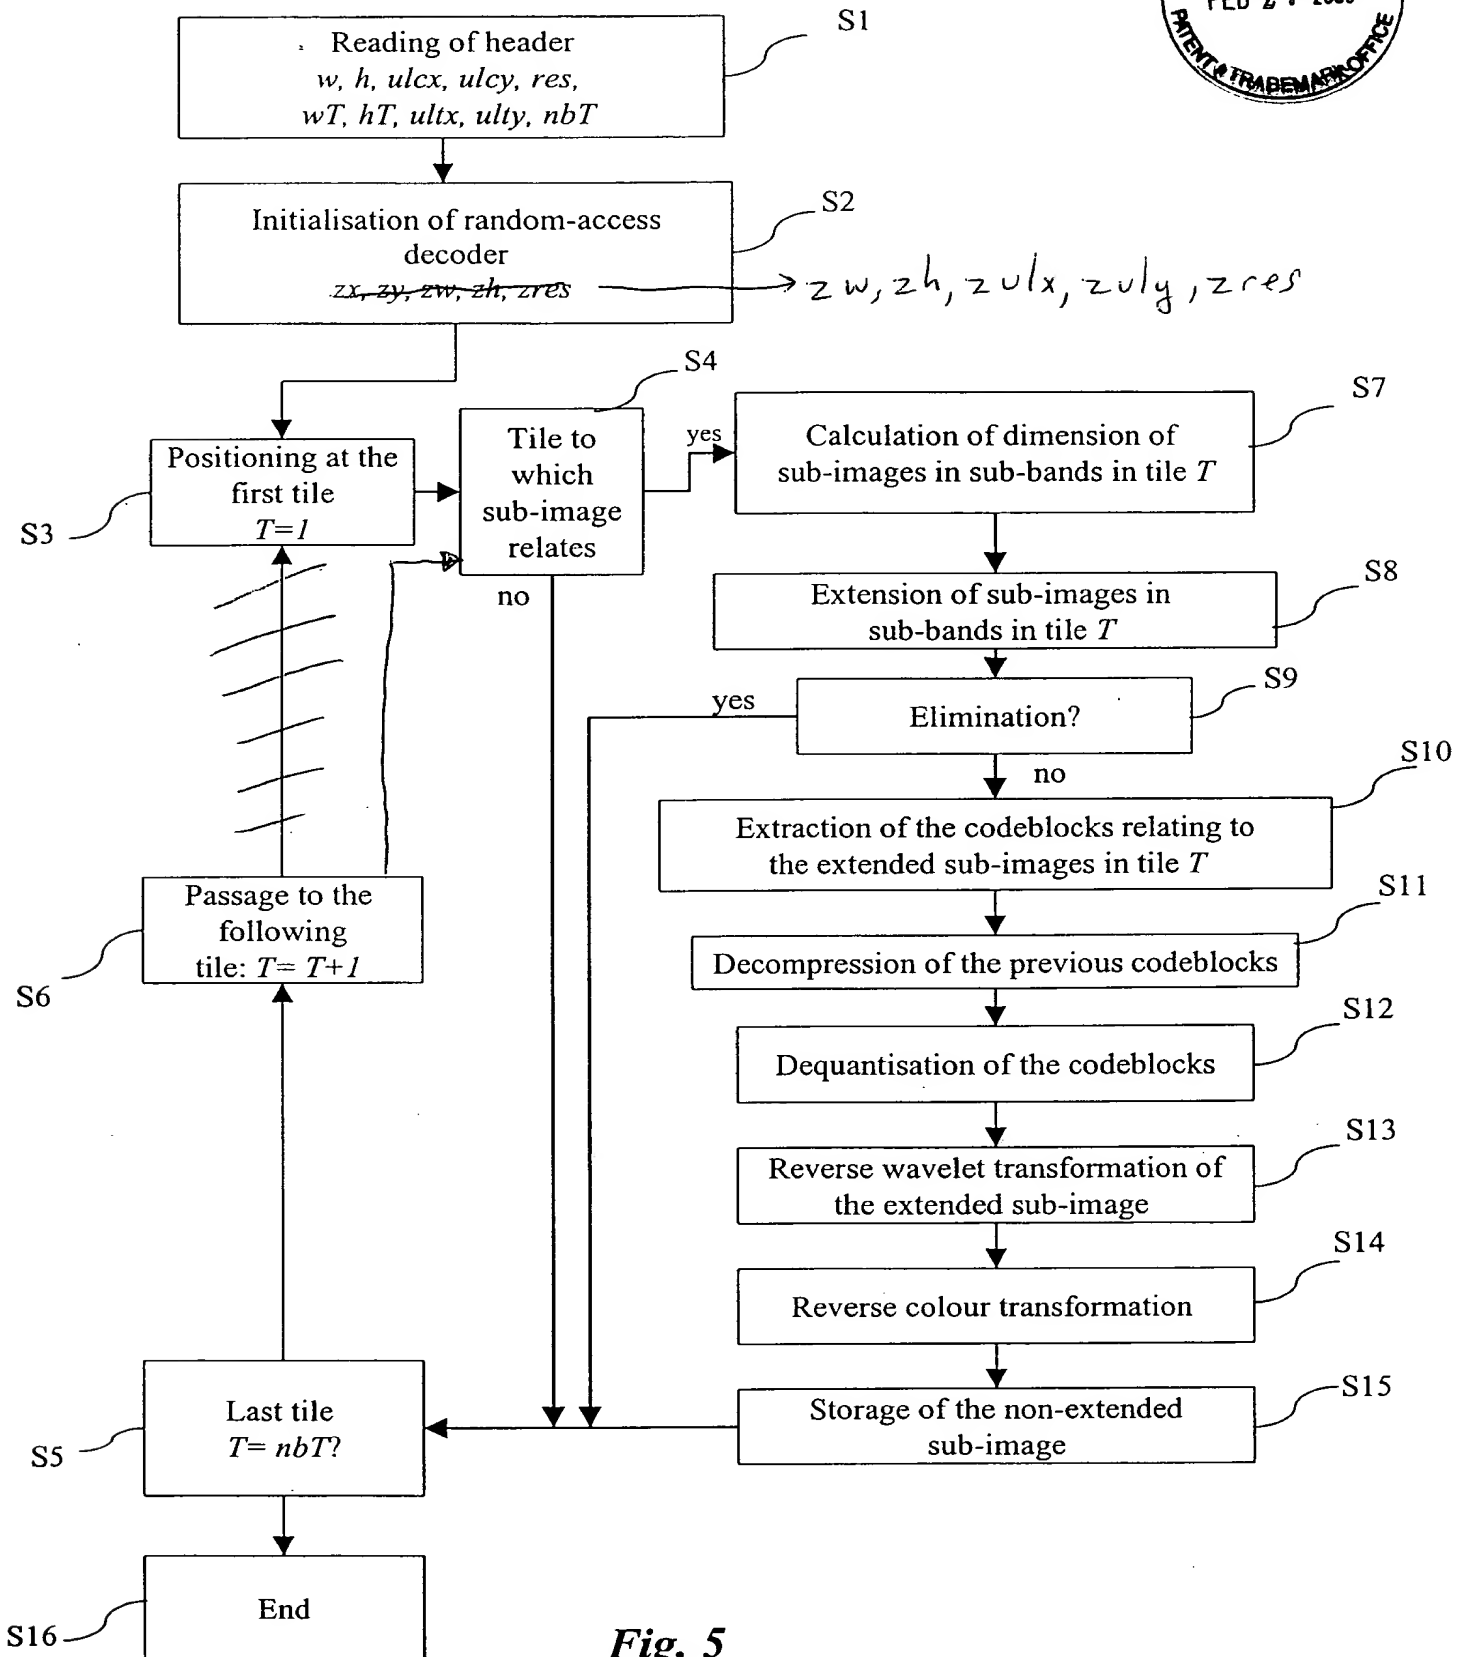 PATENT & TRADEMARK OFFICE
S1
Reading of header
w, h, ulcx, ulcy, res,
wT, hT, ultx, ulty, nbT
S2
Initialisation of random-access
decoder
zx, zy, zw, zh, zres
zw, zh, zulx, zuly, zres
S3
Positioning at the
first tile
T=1
S4
Tile to
which
sub-image
relates
yes
no
S7
Calculation of dimension of
sub-images in sub-bands in tile T
S8
Extension of sub-images in
sub-bands in tile T
S9
Elimination?
yes
no
S10
Extraction of the codeblocks relating to
the extended sub-images in tile T
S6
Passage to the
following
tile: T= T+1
S11
Decompression of the previous codeblocks
S12
Dequantisation of the codeblocks
S13
Reverse wavelet transformation of
the extended sub-image
S14
Reverse colour transformation
S15
Storage of the non-extended
sub-image
S5
Last tile
T= nbT?
S16
End
Fig. 5